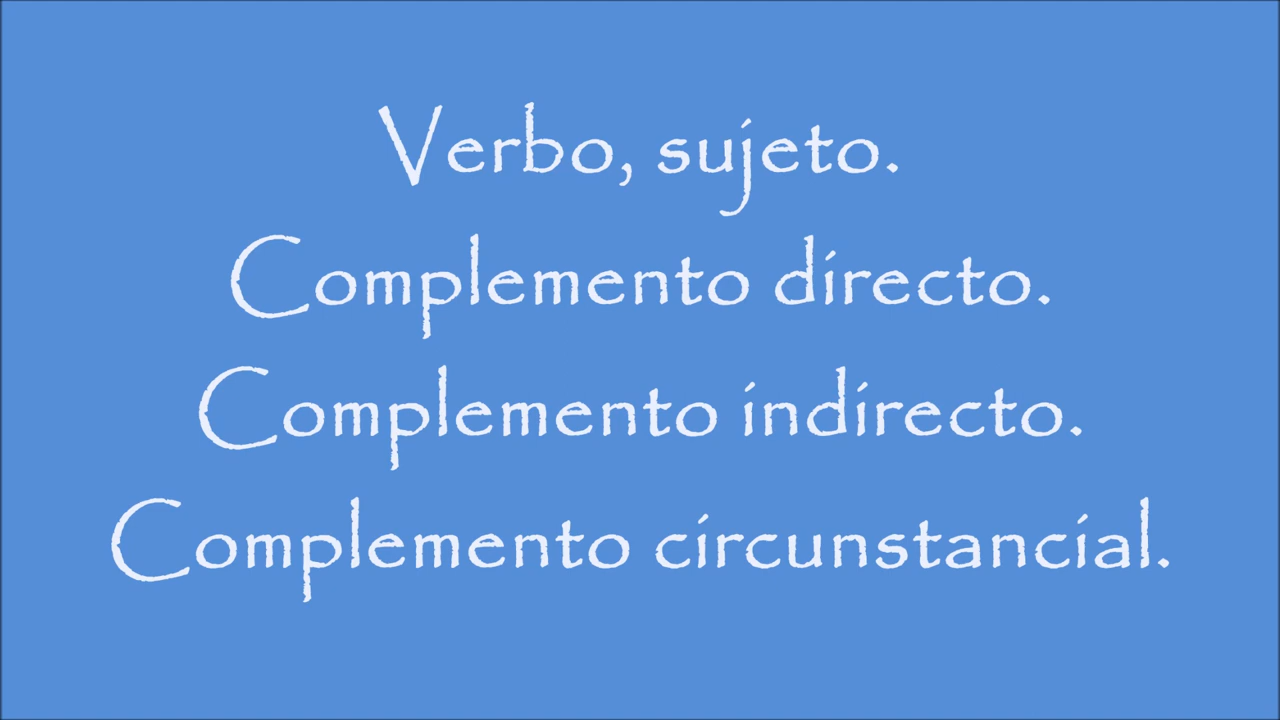 Verbo, sujeto.
Complemento directo.
Complemento indirecto.
Complemento circunstancial.